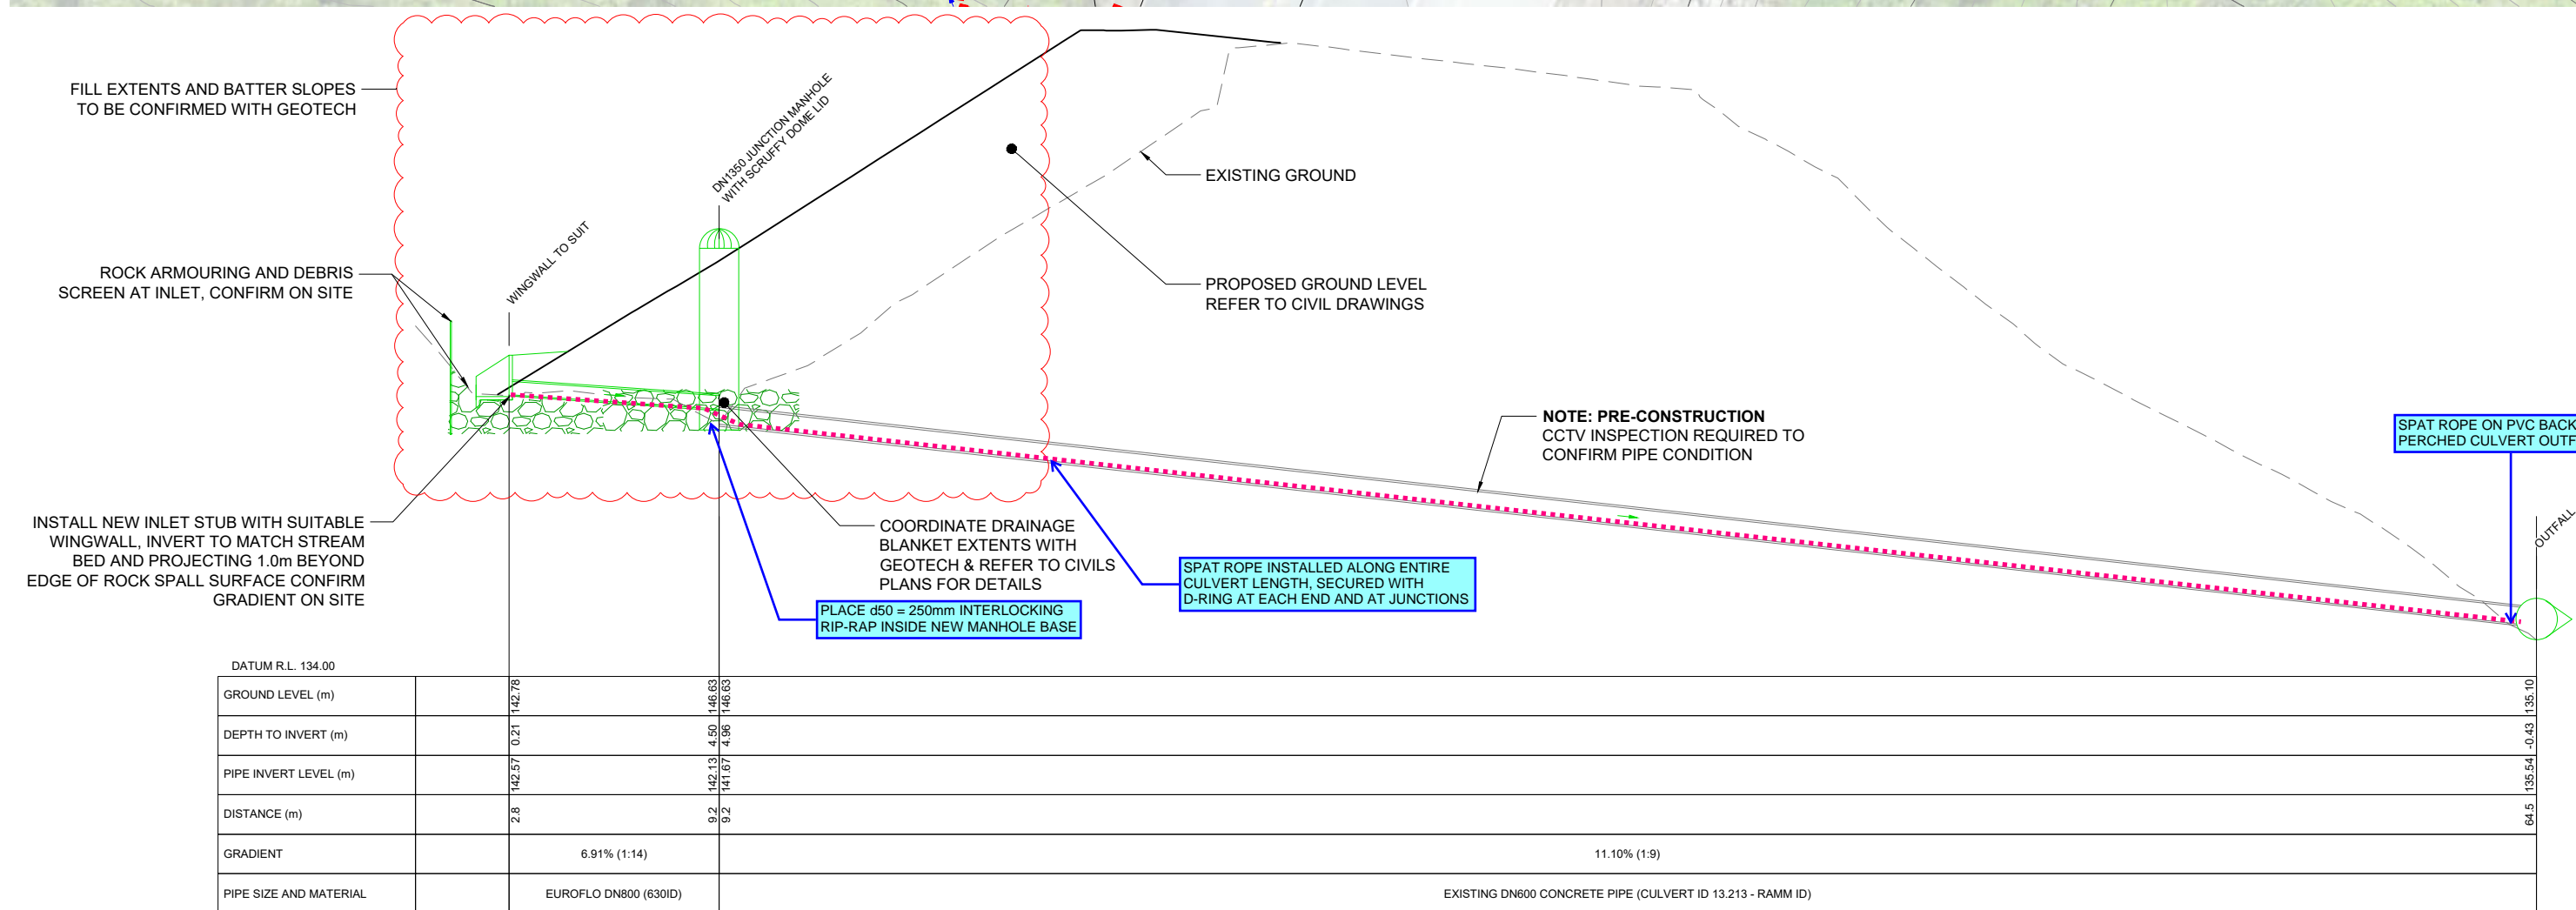 FILL EXTENTS AND BATTER SLOPES
TO BE CONFIRMED WITH GEOTECH
DN1350 JUNCTION MANHOLE
WITH SCRUFFY DOME LID
EXISTING GROUND
WINGWALL TO SUIT
ROCK ARMOURING AND DEBRIS
SCREEN AT INLET, CONFIRM ON SITE
PROPOSED GROUND LEVEL
REFER TO CIVIL DRAWINGS
NOTE: PRE-CONSTRUCTION
CCTV INSPECTION REQUIRED TO
CONFIRM PIPE CONDITION
SPAT ROPE ON PVC BACK
PERCHED CULVERT OUTF
OUTFALL
INSTALL NEW INLET STUB WITH SUITABLE
WINGWALL, INVERT TO MATCH STREAM
BED AND PROJECTING 1.0m BEYOND
EDGE OF ROCK SPALL SURFACE CONFIRM
GRADIENT ON SITE
COORDINATE DRAINAGE
BLANKET EXTENTS WITH
GEOTECH & REFER TO CIVILS
PLANS FOR DETAILS
SPAT ROPE INSTALLED ALONG ENTIRE
CULVERT LENGTH, SECURED WITH
D-RING AT EACH END AND AT JUNCTIONS
PLACE d50 = 250mm INTERLOCKING
RIP-RAP INSIDE NEW MANHOLE BASE
DATUM R.L. 134.00
GROUND LEVEL (m) 142.78 146.63 146.63 135.10
DEPTH TO INVERT (m) 0.21 4.50 4.96 -0.43
PIPE INVERT LEVEL (m) 142.57 142.13 141.67 135.54
DISTANCE (m) 2.8 9.2 9.2 64.5
GRADIENT 6.91% (1:14) 11.10% (1:9)
PIPE SIZE AND MATERIAL EUROFLO DN800 (630ID) EXISTING DN600 CONCRETE PIPE (CULVERT ID 13.213 - RAMM ID)